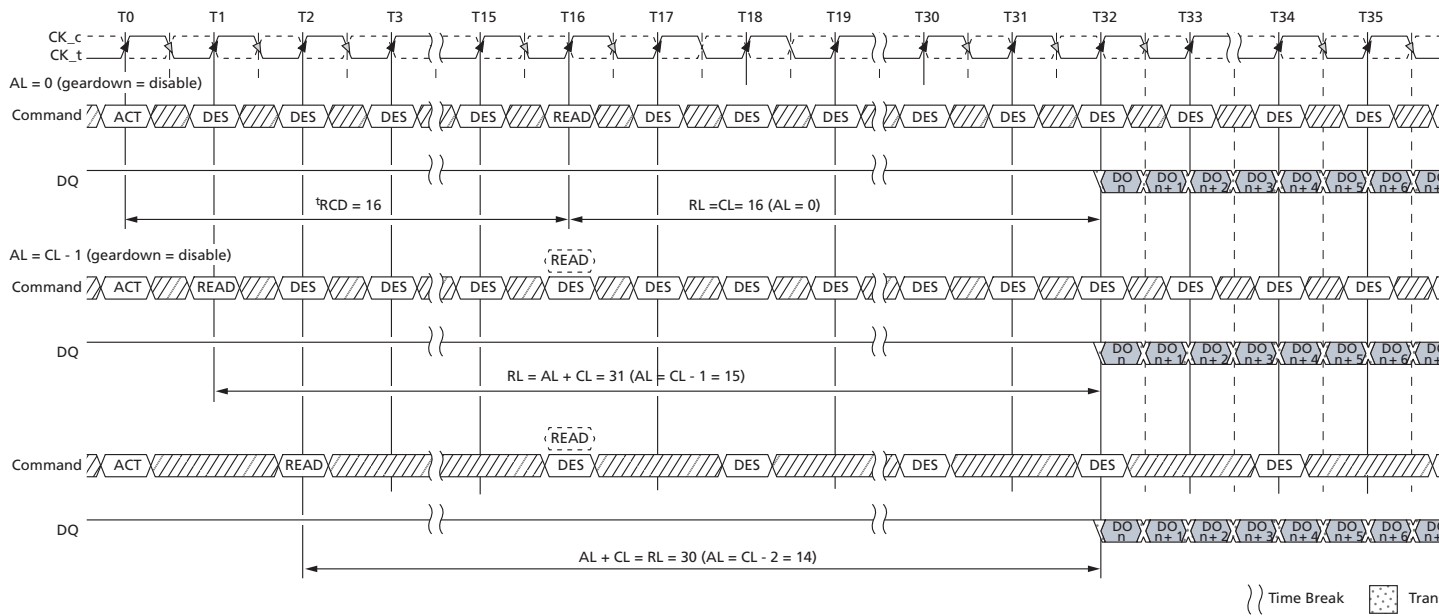 T0 T1 T2 T3 T15 T16 T17 T18 T19 T30 T31 T32 T33 T34 T35
CK_c
CK_t
AL = 0 (geardown = disable)
Command ACT DES DES DES DES READ DES DES DES DES DES DES DES DES DES
DQ DO n DO n + 1 DO n + 2 DO n + 3 DO n + 4 DO n + 5 DO n + 6
tRCD = 16 RL =CL= 16 (AL = 0)
AL = CL - 1 (geardown = disable)
READ
Command ACT READ DES DES DES DES DES DES DES DES DES DES DES DES DES
DQ DO n DO n + 1 DO n + 2 DO n + 3 DO n + 4 DO n + 5 DO n + 6
RL = AL + CL = 31 (AL = CL - 1 = 15)
READ
Command ACT READ DES DES DES DES DES
DQ DO n DO n + 1 DO n + 2 DO n + 3 DO n + 4 DO n + 5 DO n + 6
AL + CL = RL = 30 (AL = CL - 2 = 14)
Time Break Tran